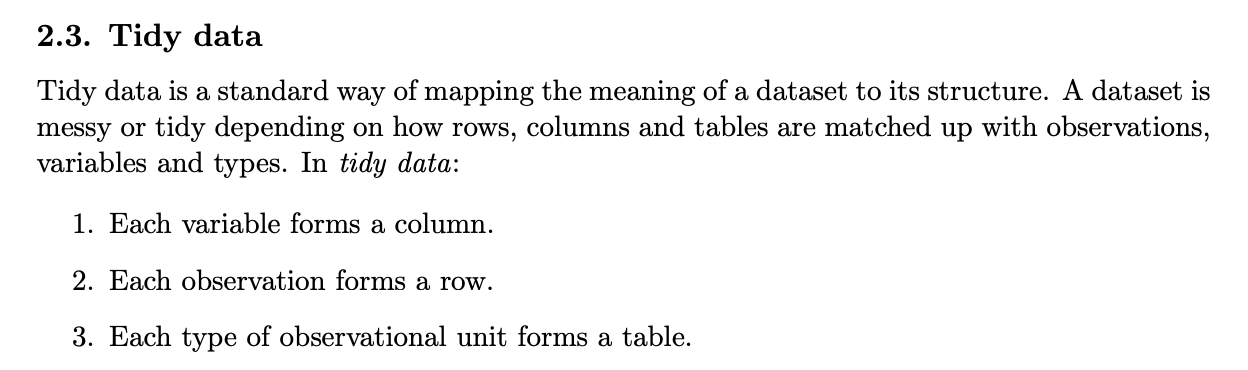 2.3. Tidy data
Tidy data is a standard way of mapping the meaning of a dataset to its structure. A dataset is
messy or tidy depending on how rows, columns and tables are matched up with observations,
variables and types. In tidy data:
1. Each variable forms a column.
2. Each observation forms a row.
3. Each type of observational unit forms a table.